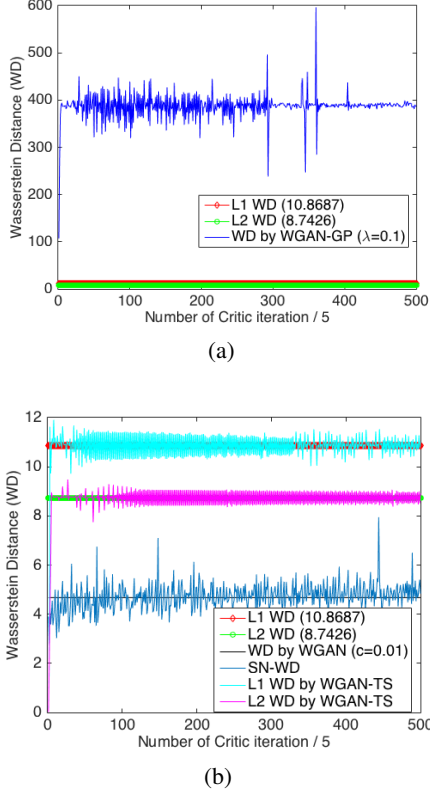 600
500
400
300
200
100
0
Wasserstein Distance (WD)
L1 WD (10.8687)
L2 WD (8.7426)
WD by WGAN-GP (λ=0.1)
0 100 200 300 400 500
Number of Critic iteration / 5
(a)
12
10
8
6
4
2
0
Wasserstein Distance (WD)
L1 WD (10.8687)
L2 WD (8.7426)
WD by WGAN (c=0.01)
SN-WD
L1 WD by WGAN-TS
L2 WD by WGAN-TS
0 100 200 300 400 500
Number of Critic iteration / 5
(b)